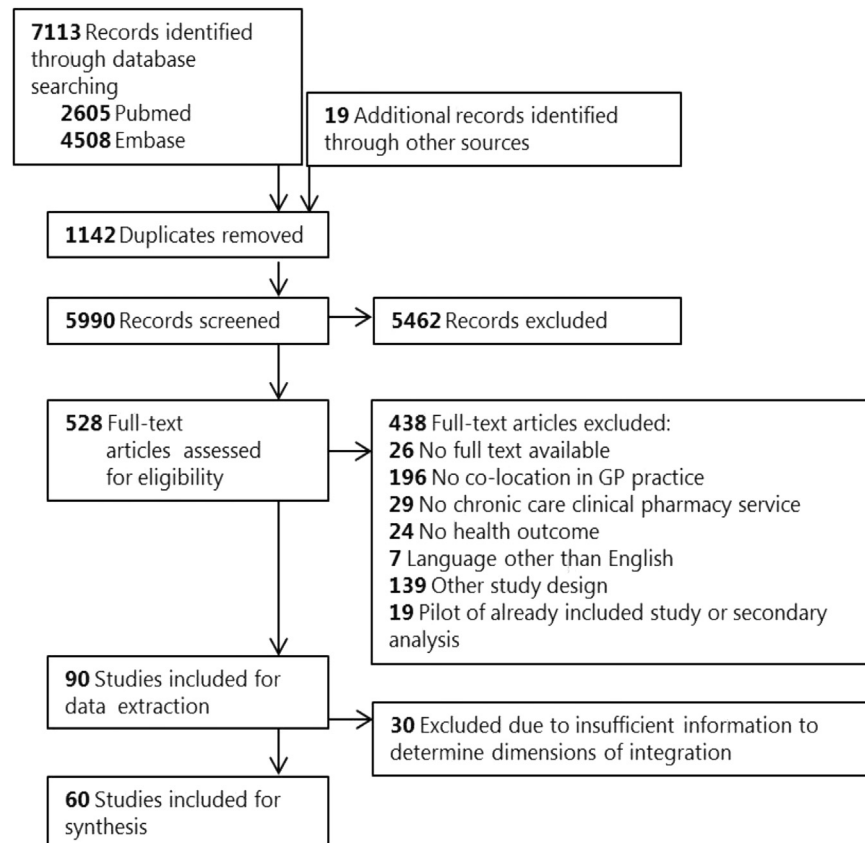 7113 Records identified
through database
searching
2605 Pubmed
4508 Embase
19 Additional records identified
through other sources
1142 Duplicates removed
5990 Records screened
5462 Records excluded
528 Full-text
articles assessed
for eligibility
438 Full-text articles excluded:
26 No full text available
196 No co-location in GP practice
29 No chronic care clinical pharmacy service
24 No health outcome
7 Language other than English
139 Other study design
19 Pilot of already included study or secondary
analysis
90 Studies included for
data extraction
30 Excluded due to insufficient information to
determine dimensions of integration
60 Studies included for
synthesis